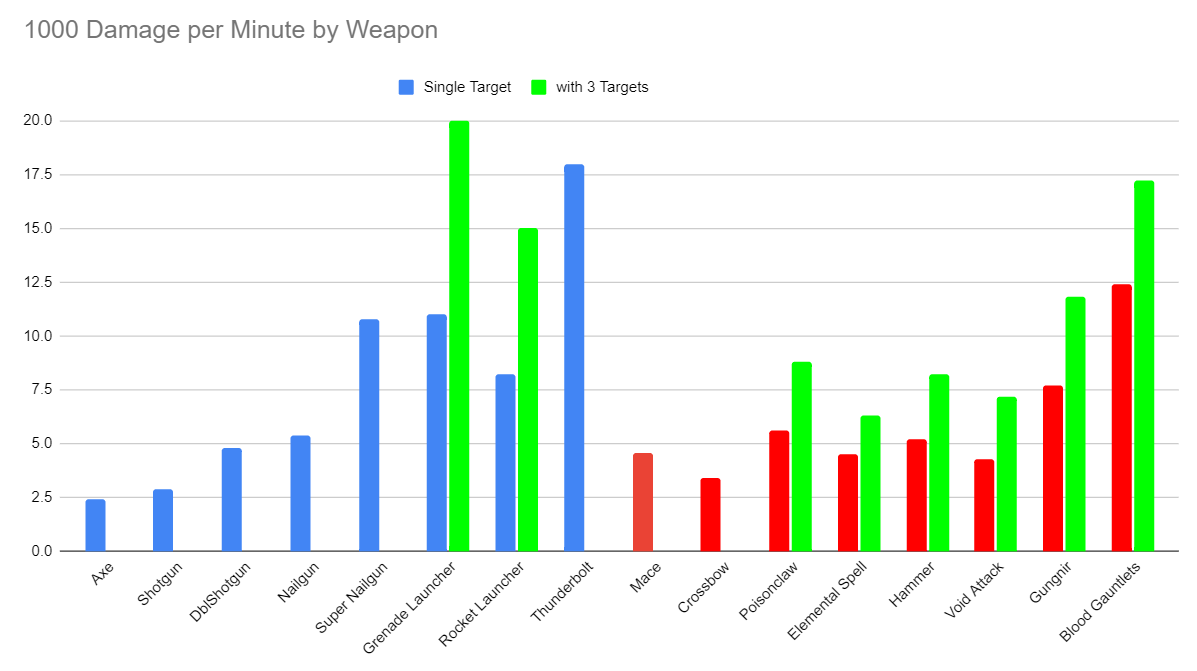 1000 Damage per Minute by Weapon
Single Target
with 3 Targets
20.0
17.5
15.0
12.5
10.0
7.5
5.0
2.5
0.0
Axe
Shotgun
DblShotgun
Nailgun
Super Nailgun
Grenade Launcher
Rocket Launcher
Thunderbolt
Mace
Crossbow
Poisonclaw
Elemental Spell
Hammer
Void Attack
Gungnir
Blood Gauntlets